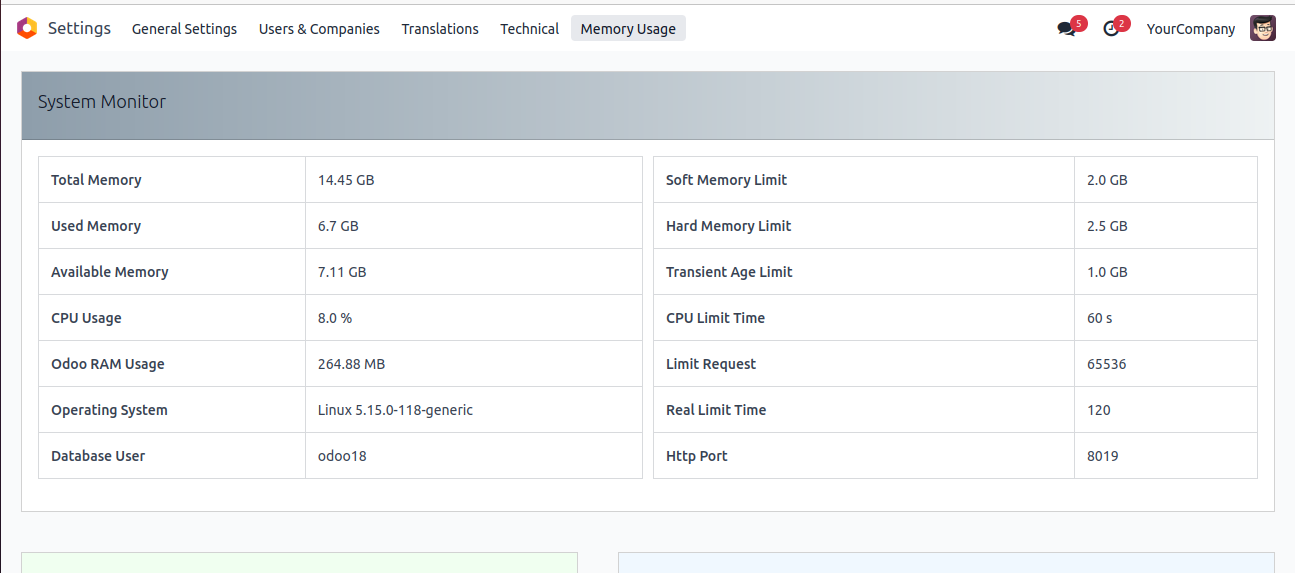 Settings General Settings Users & Companies Translations Technical Memory Usage 5 2 YourCompany
System Monitor
Total Memory 14.45 GB Soft Memory Limit 2.0 GB
Used Memory 6.7 GB Hard Memory Limit 2.5 GB
Available Memory 7.11 GB Transient Age Limit 1.0 GB
CPU Usage 8.0 % CPU Limit Time 60 s
Odoo RAM Usage 264.88 MB Limit Request 65536
Operating System Linux 5.15.0-118-generic Real Limit Time 120
Database User odoo18 Http Port 8019